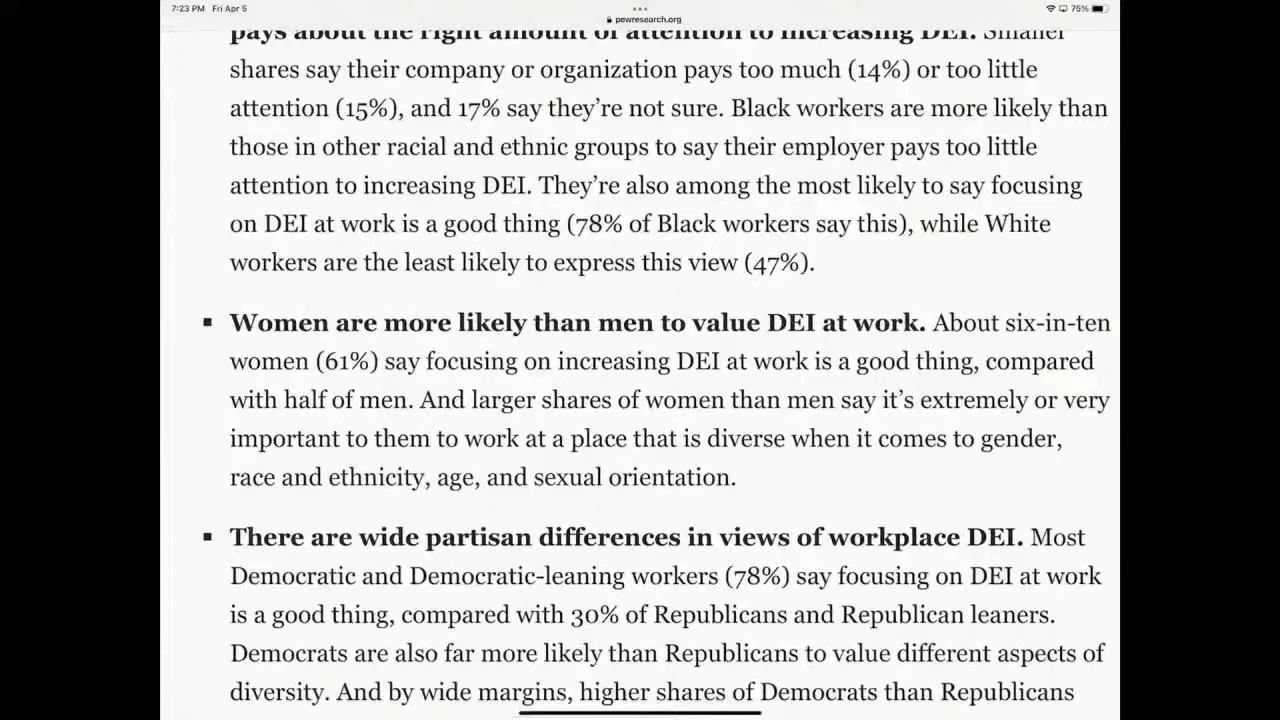 7:23 PM Fri Apr 5
75%
pewresearch.org
pays about the right amount of attention to increasing DEI. Smaller
shares say their company or organization pays too much (14%) or too little
attention (15%), and 17% say they’re not sure. Black workers are more likely than
those in other racial and ethnic groups to say their employer pays too little
attention to increasing DEI. They’re also among the most likely to say focusing
on DEI at work is a good thing (78% of Black workers say this), while White
workers are the least likely to express this view (47%).
▪ Women are more likely than men to value DEI at work. About six-in-ten
women (61%) say focusing on increasing DEI at work is a good thing, compared
with half of men. And larger shares of women than men say it’s extremely or very
important to them to work at a place that is diverse when it comes to gender,
race and ethnicity, age, and sexual orientation.
▪ There are wide partisan differences in views of workplace DEI. Most
Democratic and Democratic-leaning workers (78%) say focusing on DEI at work
is a good thing, compared with 30% of Republicans and Republican leaners.
Democrats are also far more likely than Republicans to value different aspects of
diversity. And by wide margins, higher shares of Democrats than Republicans